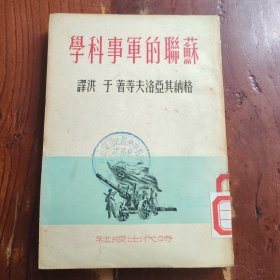 蘇聯的軍事科學
格納其亞洛夫等著 于洪譯
時代出版社